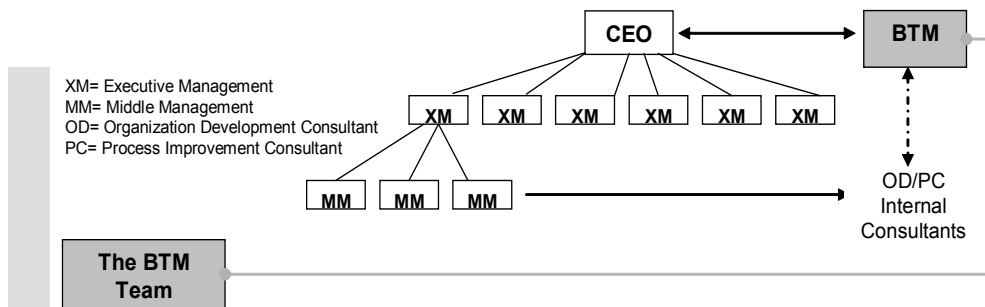 CEO
BTM
XM= Executive Management
MM= Middle Management
OD= Organization Development Consultant
PC= Process Improvement Consultant
XM XM XM XM XM XM
MM MM MM
OD/PC
Internal
Consultants
The BTM
Team